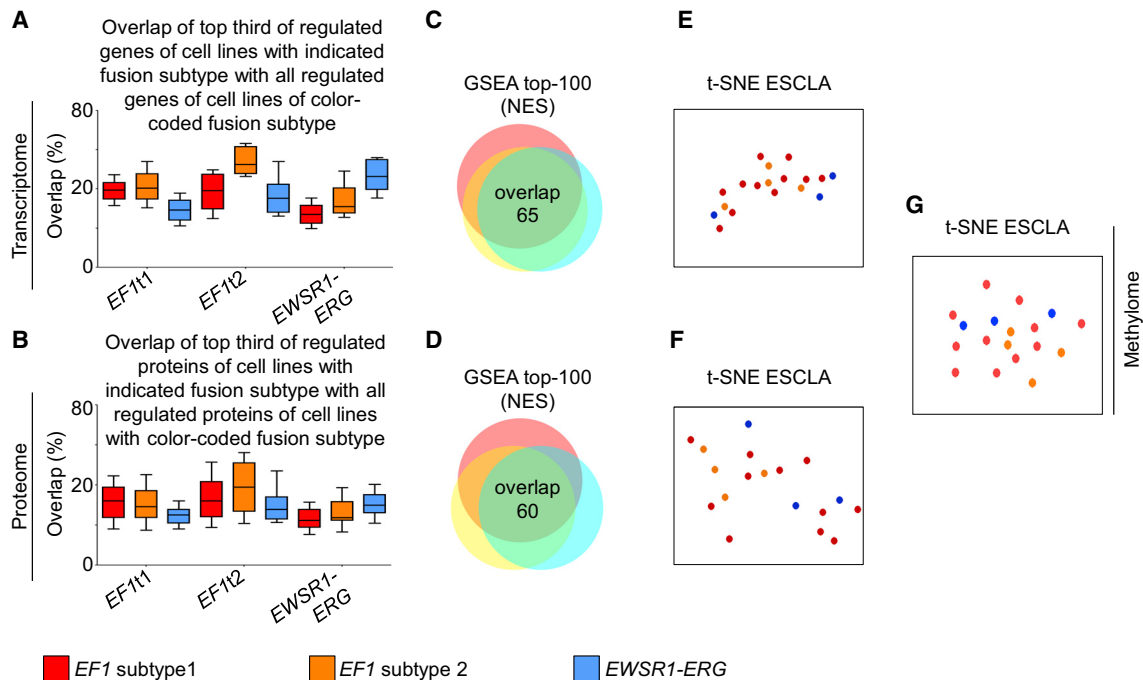 A
Overlap of top third of regulated
genes of cell lines with indicated
fusion subtype with all regulated
genes of cell lines of color-
coded fusion subtype
Transcriptome
Overlap (%)
80
20
0
EF1t1
EF1t2
EWSR1-
ERG
B
Overlap of top third of regulated
proteins of cell lines with
indicated fusion subtype with all
regulated proteins of cell lines
with color-coded fusion subtype
Proteome
Overlap (%)
80
20
0
EF1t1
EF1t2
EWSR1-
ERG
C
GSEA top-100
(NES)
overlap
65
D
GSEA top-100
(NES)
overlap
60
E
t-SNE ESCLA
F
t-SNE ESCLA
G
t-SNE ESCLA
Methylome
EF1 subtype1
EF1 subtype 2
EWSR1-ERG